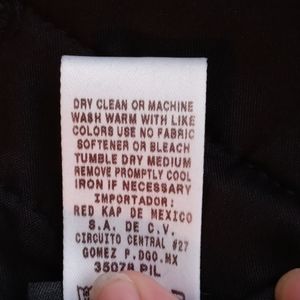 DRY CLEAN OR MACHINE
WASH WARM WITH LIKE
COLORS USE NO FABRIC
SOFTENER OR BLEACH
TUMBLE DRY MEDIUM
REMOVE PROMPTLY COOL
IRON IF NECESSARY
IMPORTADOR:
RED KAP DE MEXICO
S.A. DE C.V.
CIRCUITO CENTRAL #27
GOMEZ P.DGO.MX
35078 PIL